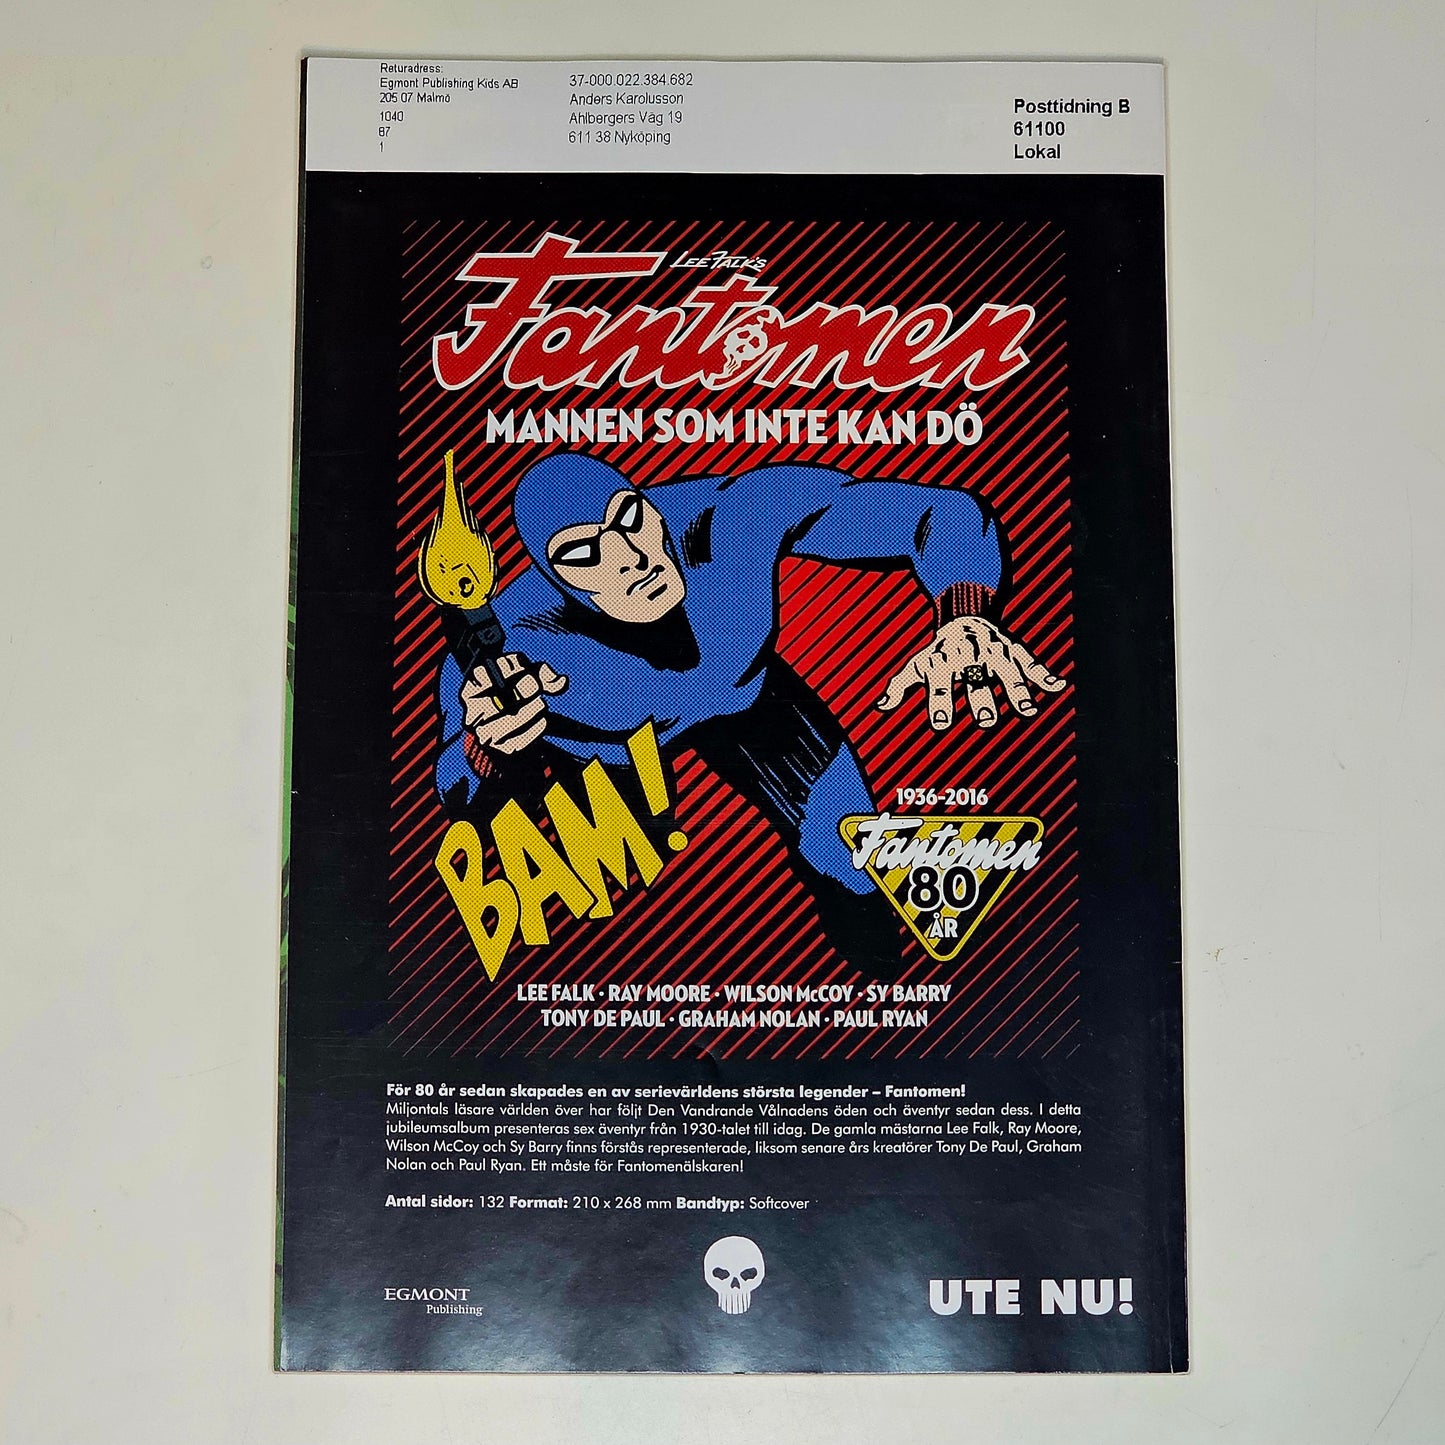 Returadress:
Egmont Publishing Kids AB
205 07 Malmö
1040
87
1
37-000.022.384.682
Anders Karolusson
Ahlbergers Väg 19
611 38 Nyköping
Posttidning B
61100
Lokal
LEE FALK'S
Fantomen
MANNEN SOM INTE KAN DÖ
BAM!
1936-2016
Fantomen
80
ÅR
LEE FALK · RAY MOORE · WILSON McCOY · SY BARRY
TONY DE PAUL · GRAHAM NOLAN · PAUL RYAN
För 80 år sedan skapades en av serievärldens största legender – Fantomen!
Miljontals läsare världen över har följt Den Vandrande Vålnadens öden och äventyr sedan dess. I detta
jubileumsalbum presenteras sex äventyr från 1930-talet till idag. De gamla mästarna Lee Falk, Ray Moore,
Wilson McCoy och Sy Barry finns förstås representerade, liksom senare års kreatörer Tony De Paul, Graham
Nolan och Paul Ryan. Ett måste för Fantomenälskaren!
Antal sidor: 132 Format: 210 x 268 mm Bandtyp: Softcover
EGMONT
Publishing
UTE NU!